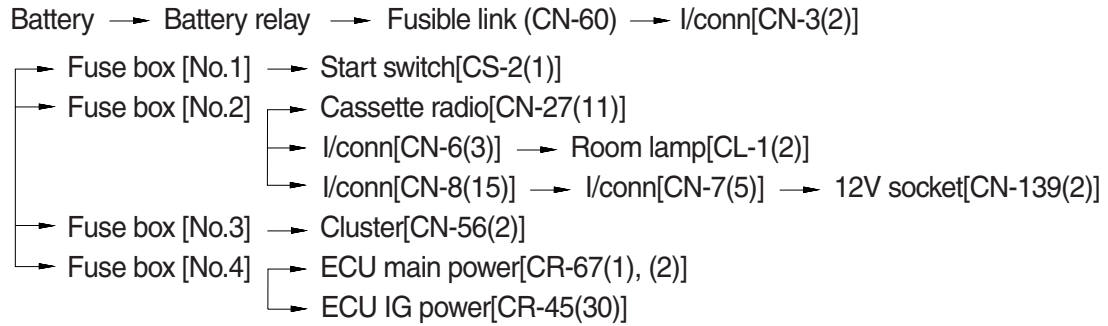 Battery → Battery relay → Fusible link (CN-60) → I/conn[CN-3(2)]
→ Fuse box [No.1] → Start switch[CS-2(1)]
→ Fuse box [No.2] → Cassette radio[CN-27(11)]
→ I/conn[CN-6(3)] → Room lamp[CL-1(2)]
→ I/conn[CN-8(15)] → I/conn[CN-7(5)] → 12V socket[CN-139(2)]
→ Fuse box [No.3] → Cluster[CN-56(2)]
→ Fuse box [No.4] → ECU main power[CR-67(1), (2)]
→ ECU IG power[CR-45(30)]